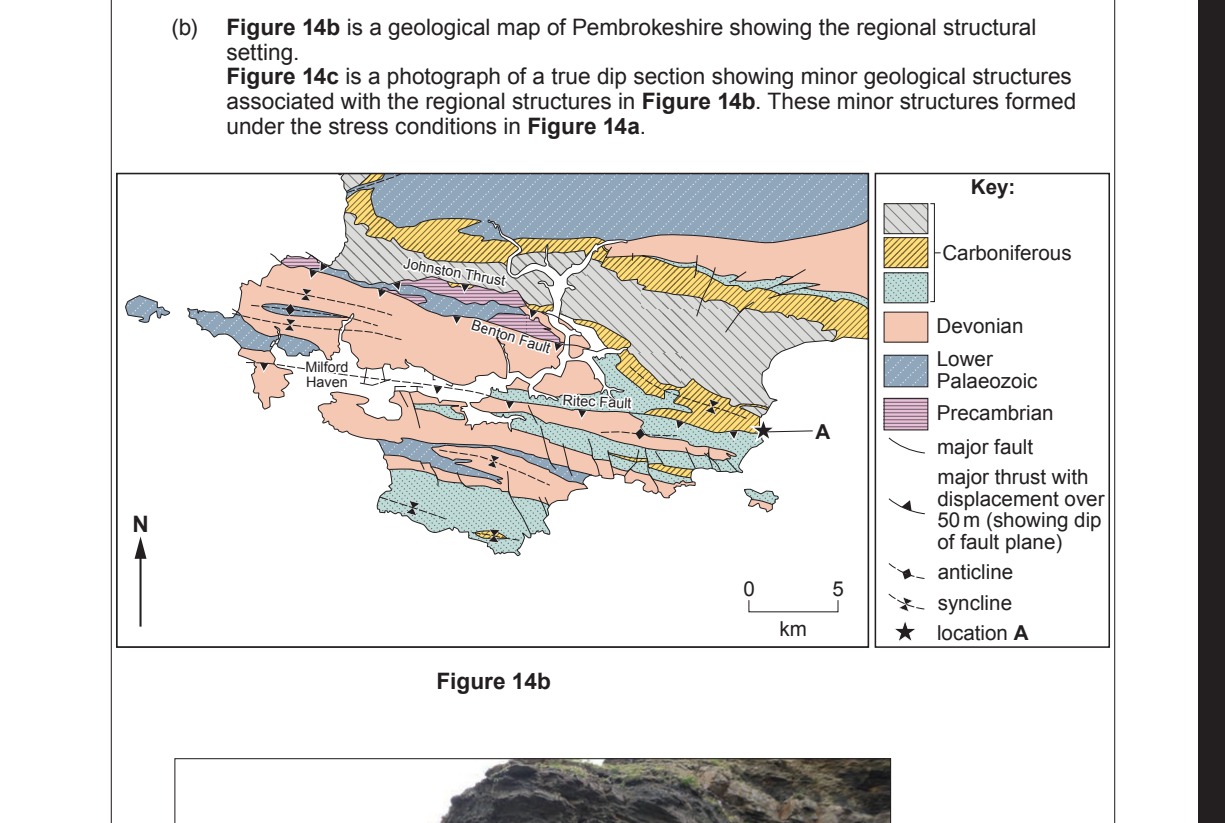 (b) Figure 14b is a geological map of Pembrokeshire showing the regional structural
setting.
Figure 14c is a photograph of a true dip section showing minor geological structures
associated with the regional structures in Figure 14b. These minor structures formed
under the stress conditions in Figure 14a.
Key:
Carboniferous
Devonian
Lower
Palaeozoic
Precambrian
major fault
major thrust with
displacement over
50 m (showing dip
of fault plane)
anticline
syncline
location A
Johnston Thrust
Benton Fault
Milford
Haven
Ritec Fault
A
N
0 5
km
Figure 14b